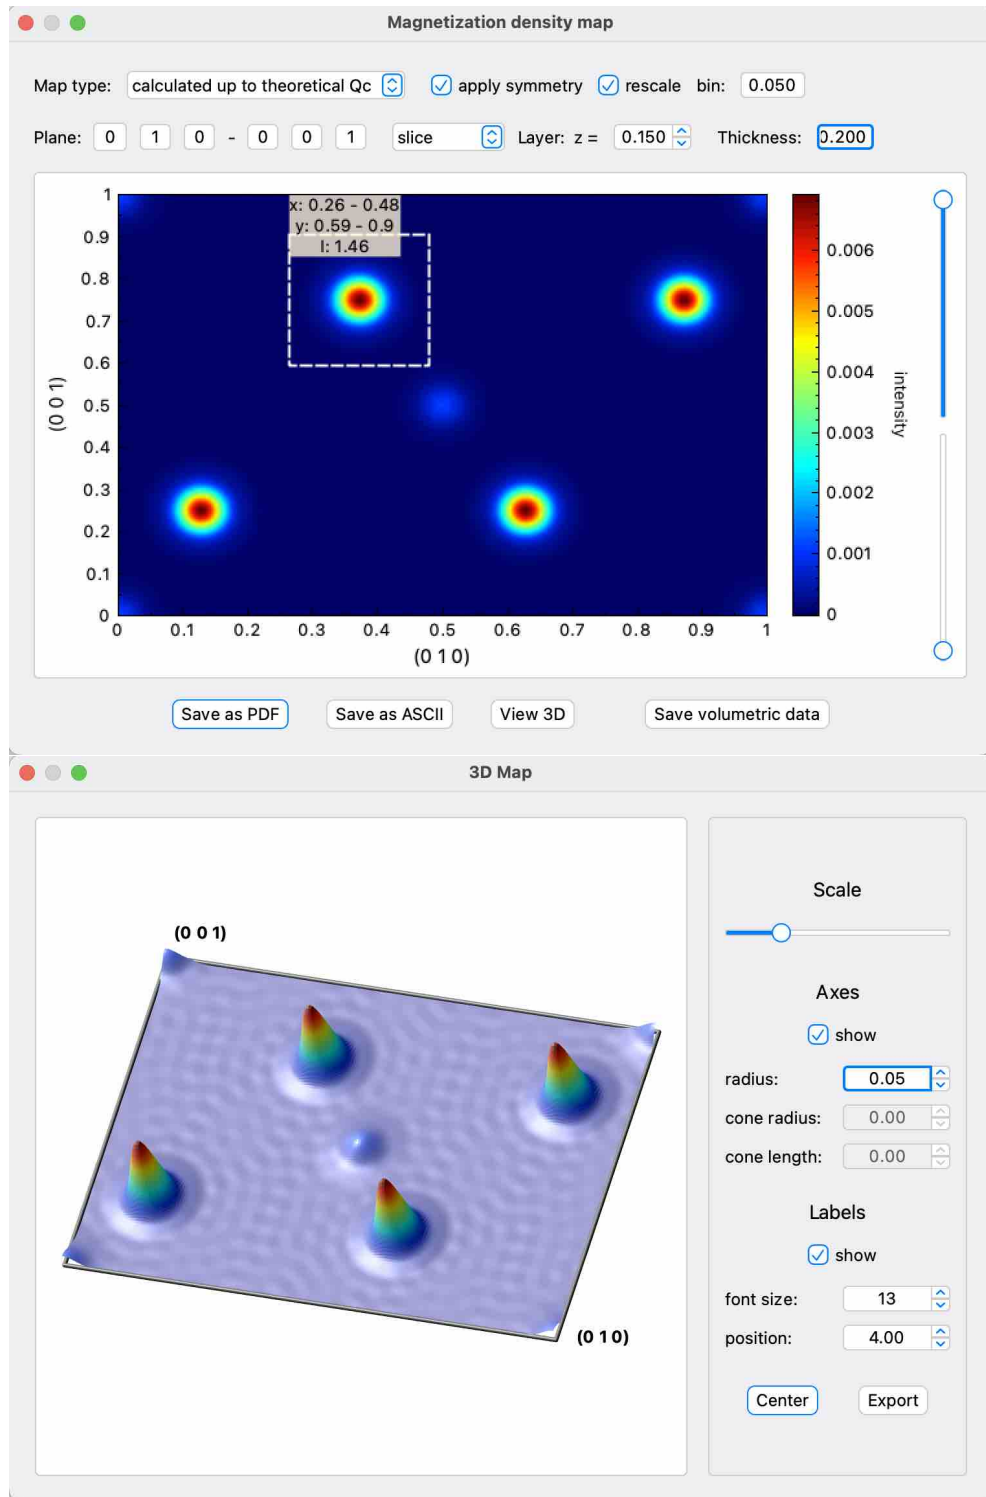 Magnetization density map
Map type: calculated up to theoretical Qc apply symmetry rescale bin: 0.050
Plane: 0 1 0 - 0 0 1 slice Layer: z = 0.150 Thickness: 0.200
x: 0.26 - 0.48
y: 0.59 - 0.9
I: 1.46
1
0.9
0.8
0.7
0.6
0.5
0.4
0.3
0.2
0.1
0
(0 0 1)
0 0.1 0.2 0.3 0.4 0.5 0.6 0.7 0.8 0.9 1
(0 1 0)
0.006
0.005
0.004
0.003
0.002
0.001
0
intensity
Save as PDF Save as ASCII View 3D Save volumetric data
3D Map
(0 0 1)
(0 1 0)
Scale
Axes
show
radius: 0.05
cone radius: 0.00
cone length: 0.00
Labels
show
font size: 13
position: 4.00
Center Export